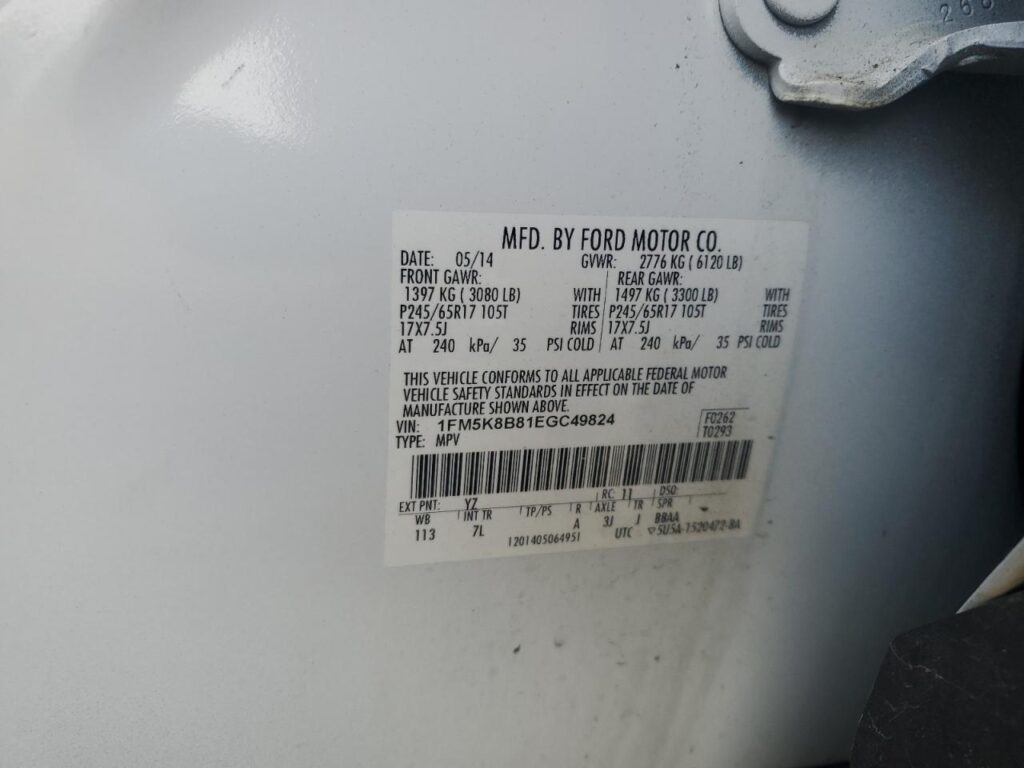 268
MFD. BY FORD MOTOR CO.
DATE: 05/14 GVWR: 2776 KG ( 6120 LB)
FRONT GAWR: REAR GAWR:
1397 KG ( 3080 LB) WITH 1497 KG ( 3300 LB) WITH
P245/65R17 105T TIRES P245/65R17 105T TIRES
17X7.5J RIMS 17X7.5J RIMS
AT 240 kPa/ 35 PSI COLD AT 240 kPa/ 35 PSI COLD
THIS VEHICLE CONFORMS TO ALL APPLICABLE FEDERAL MOTOR
VEHICLE SAFETY STANDARDS IN EFFECT ON THE DATE OF
MANUFACTURE SHOWN ABOVE.
VIN: 1FM5K8B81EGC49824 F0262
TYPE: MPV T0293
EXT PNT: YZ RC 11 DSO:
WB INT TR TP/PS R AXLE TR SPR
113 7L A 3J J BBAA
1201405064951 UTC ▽5U5A-1520472-BA